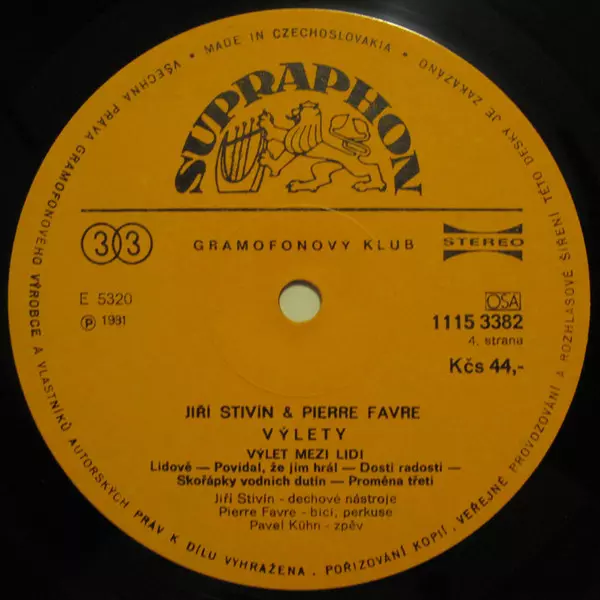 MADE IN CZECHOSLOVAKIA • VŠECHNA PRÁVA GRAMOFONOVÉHO VÝROBCE A VLASTNÍKŮ AUTORSKÝCH PRÁV K DÍLU VYHRAŽENA. POŘIZOVÁNÍ KOPIÍ, VEŘEJNÉ PROVOZOVÁNÍ A ROZHLASOVÉ ŠÍŘENÍ TÉTO DESKY JE ZAKÁZÁNO •
SUPRAPHON
33 GRAMOFONOVÝ KLUB STEREO
E 5320 OSA
Ⓟ 1981 1115 3382
4. strana
Kčs 44,-
JIŘÍ STIVÍN & PIERRE FAVRE
VÝLETY
VÝLET MEZI LIDI
Lidově — Povídal, že jim hrál — Dosti radosti —
Skořápky vodních dutin — Proměna třetí
Jiří Stivín - dechové nástroje
Pierre Favre - bicí, perkuse
Pavel Kühn - zpěv